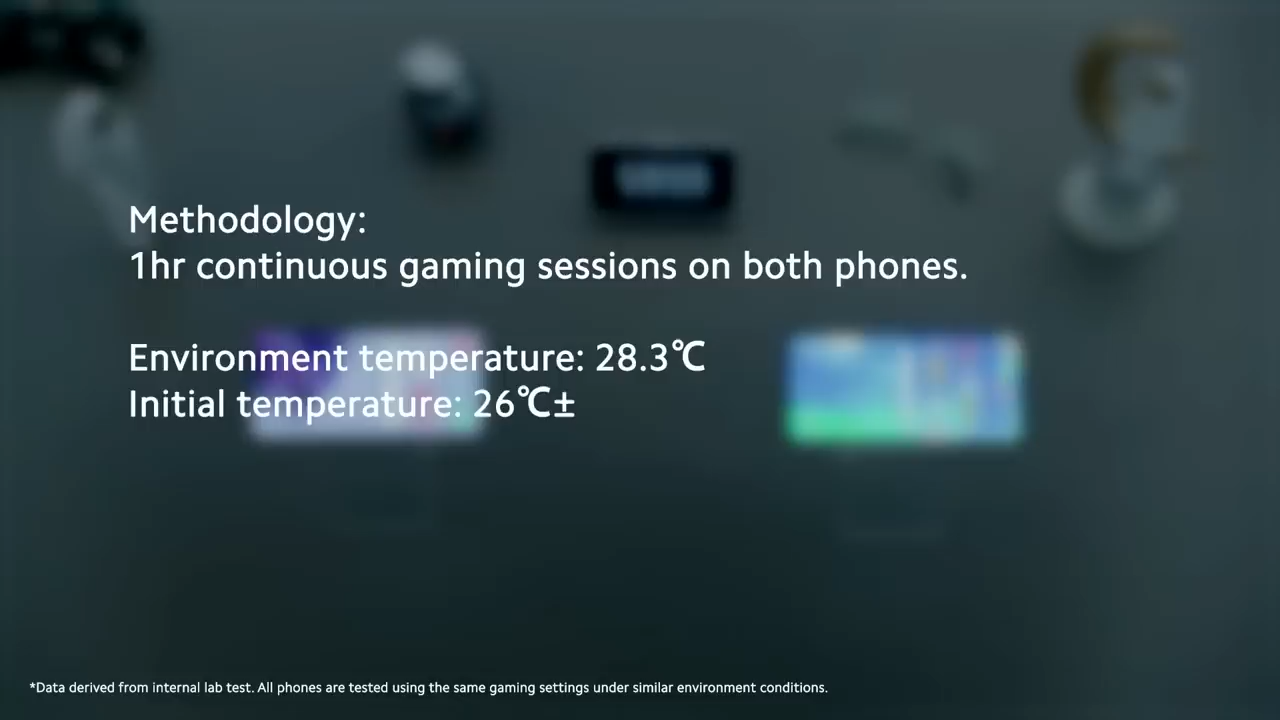 Methodology:
1hr continuous gaming sessions on both phones.
Environment temperature: 28.3℃
Initial temperature: 26℃±
*Data derived from internal lab test. All phones are tested using the same gaming settings under similar environment conditions.